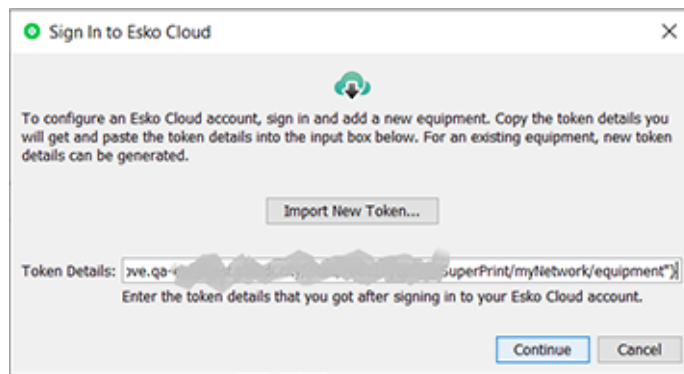 Sign In to Esko Cloud
To configure an Esko Cloud account, sign in and add a new equipment. Copy the token details you
will get and paste the token details into the input box below. For an existing equipment, new token
details can be generated.
Import New Token...
Token Details: ove.qa- SuperPrint/myNetwork/equipment"}
Enter the token details that you got after signing in to your Esko Cloud account.
Continue Cancel